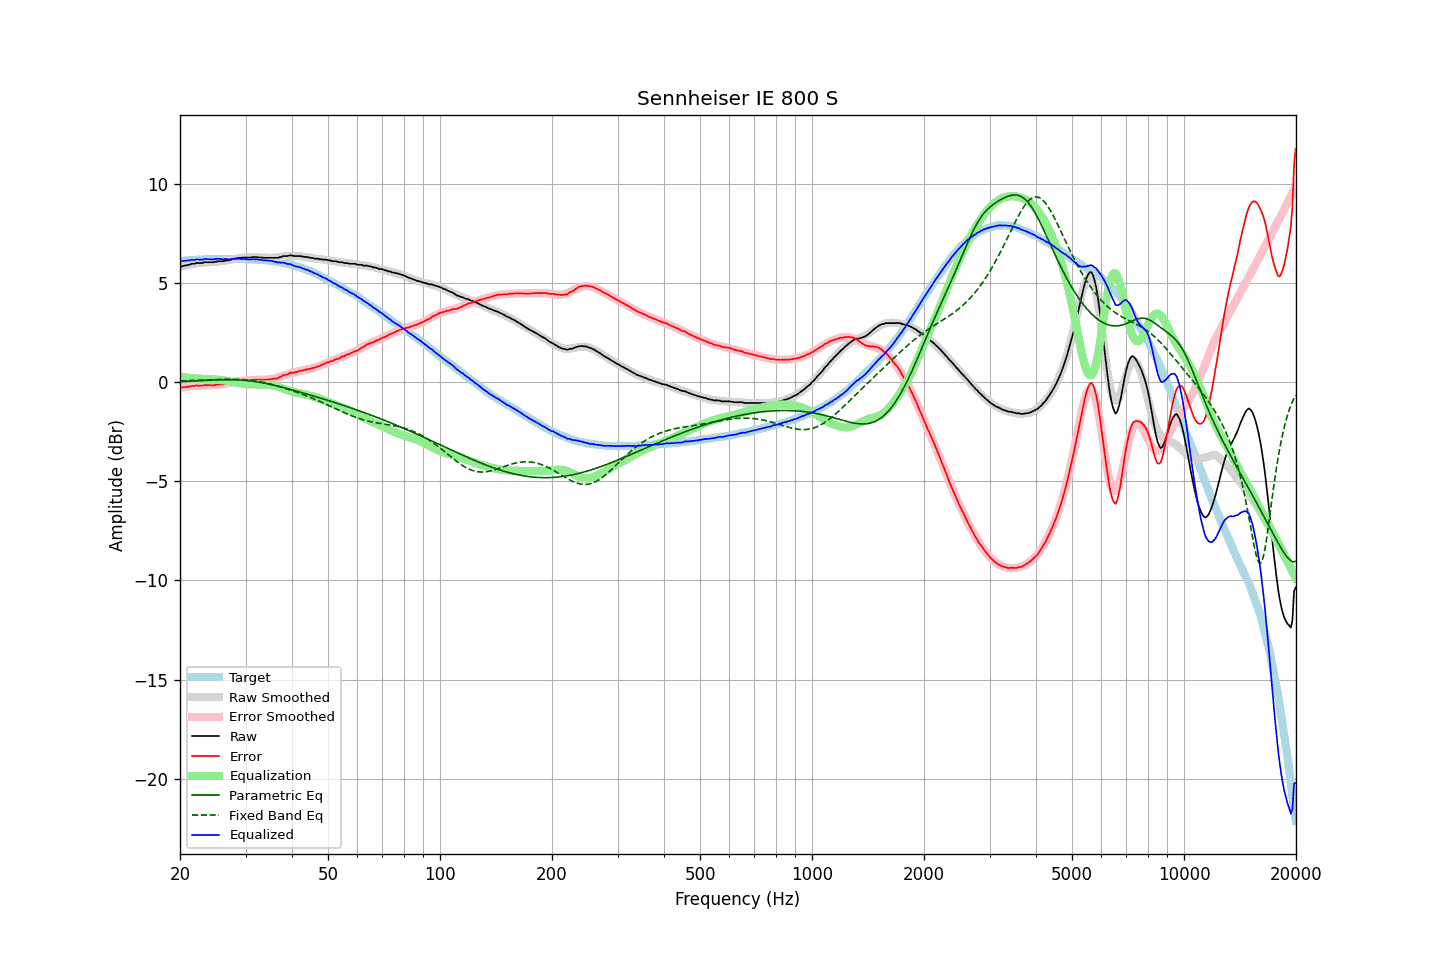 Sennheiser IE 800 S
Amplitude (dBr)
10
5
0
−5
−10
−15
−20
Target
Raw Smoothed
Error Smoothed
Raw
Error
Equalization
Parametric Eq
Fixed Band Eq
Equalized
20 50 100 200 500 1000 2000 5000 10000 20000
Frequency (Hz)